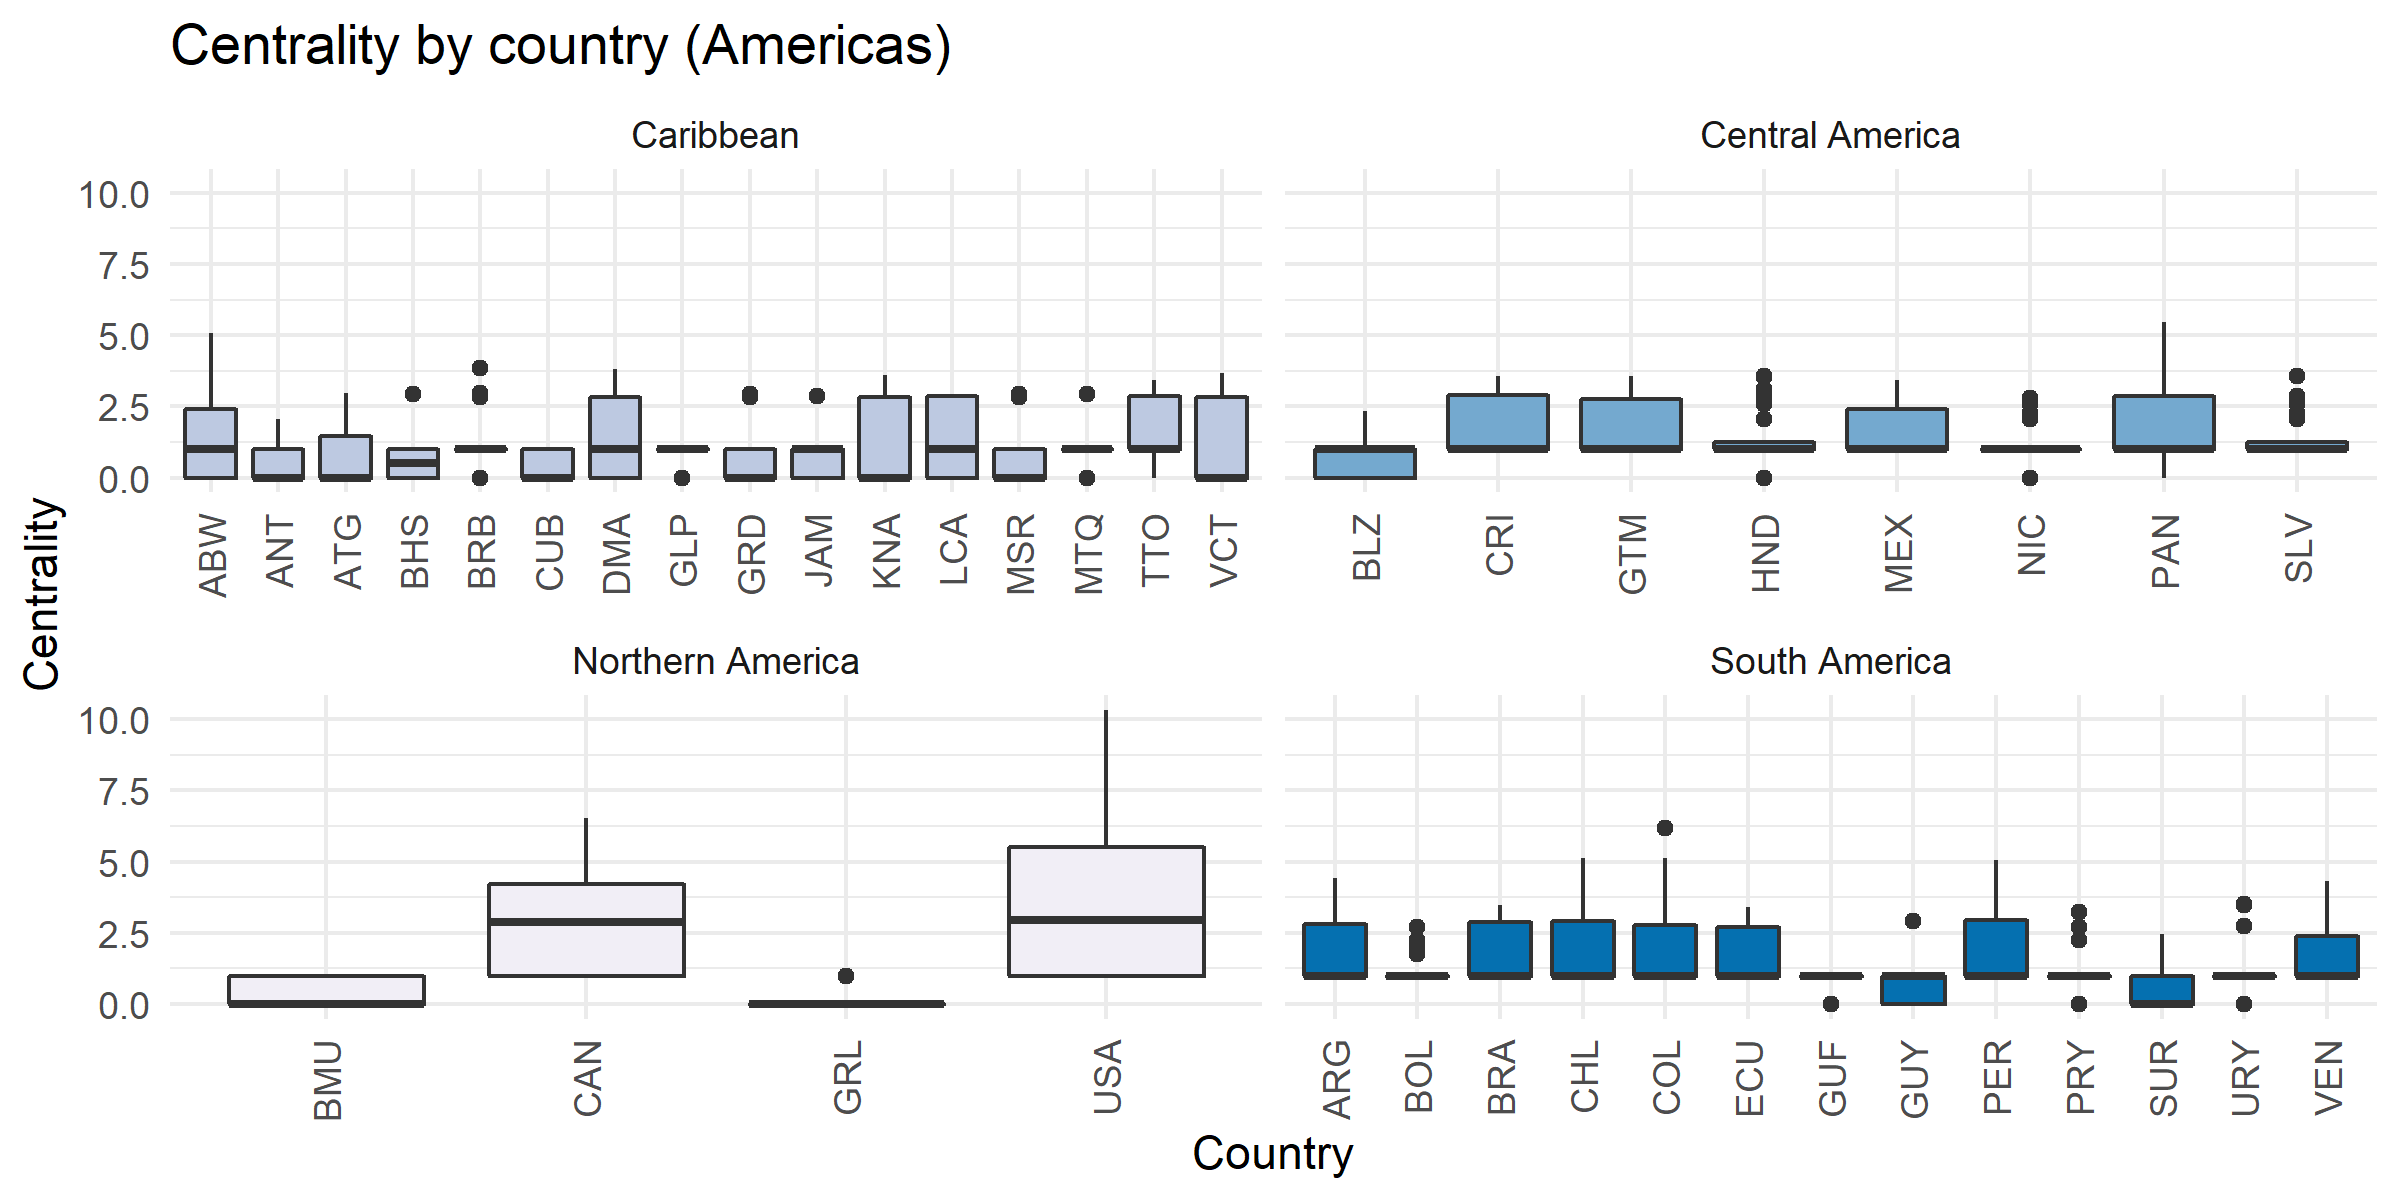 Centrality by country (Americas)
Caribbean
Central America
10.0
7.5
5.0
2.5
0.0
ABW ANT ATG BHS BRB CUB DMA GLP GRD JAM KNA LCA MSR MTQ TTO VCT
BLZ CRI GTM HND MEX NIC PAN SLV
Centrality
Northern America
South America
10.0
7.5
5.0
2.5
0.0
BMU CAN GRL USA
ARG BOL BRA CHL COL ECU GUF GUY PER PRY SUR URY VEN
Country